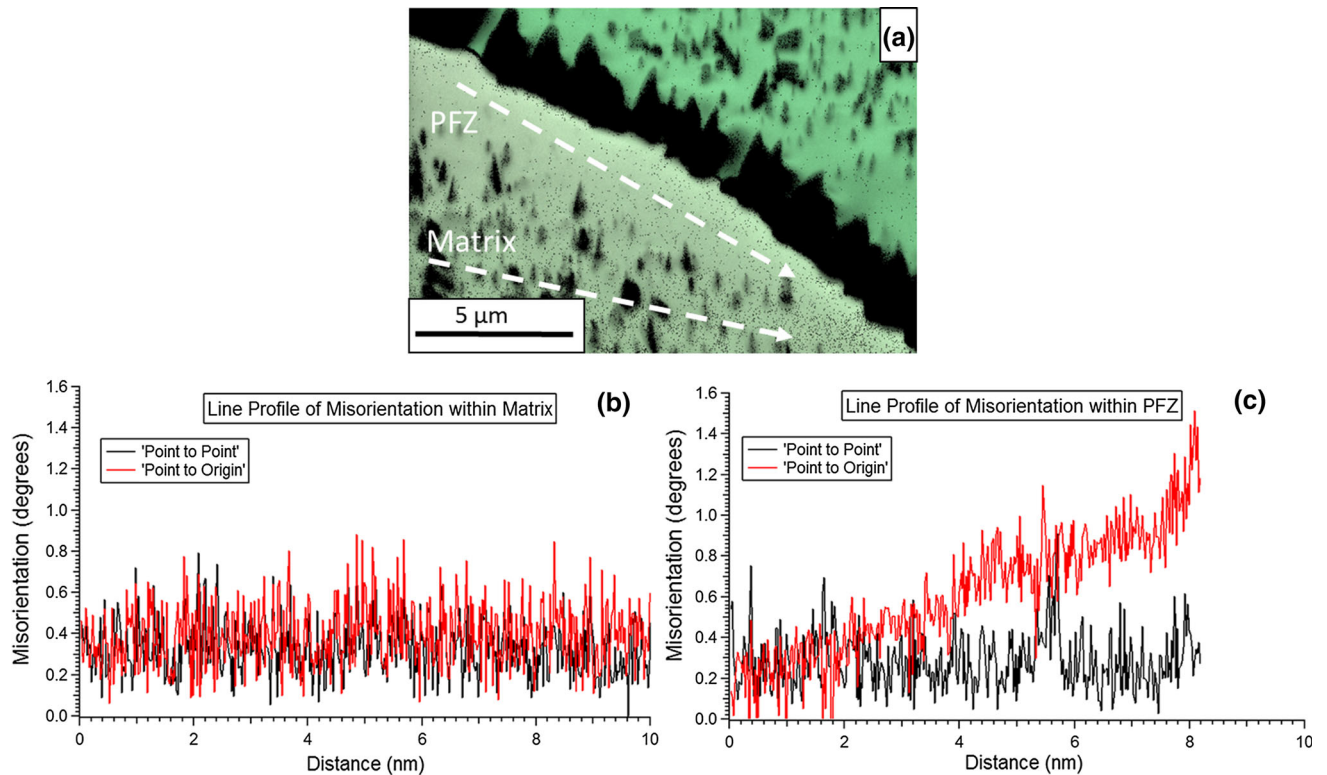 (a)
PFZ
Matrix
5 µm
(b)
Line Profile of Misorientation within Matrix
'Point to Point'
'Point to Origin'
Misorientation (degrees)
1.6
1.4
1.2
1.0
0.8
0.6
0.4
0.2
0.0
0 2 4 6 8 10
Distance (nm)
(c)
Line Profile of Misorientation within PFZ
'Point to Point'
'Point to Origin'
Misorientation (degrees)
1.6
1.4
1.2
1.0
0.8
0.6
0.4
0.2
0.0
0 2 4 6 8 10
Distance (nm)